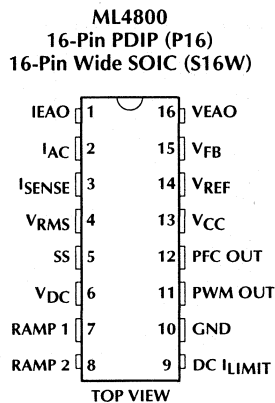 ML4800
16-Pin PDIP (P16)
16-Pin Wide SOIC (S16W)
IEAO 1 16 VEAO
IAC 2 15 VFB
ISENSE 3 14 VREF
VRMS 4 13 VCC
SS 5 12 PFC OUT
VDC 6 11 PWM OUT
RAMP 1 7 10 GND
RAMP 2 8 9 DC ILIMIT
TOP VIEW